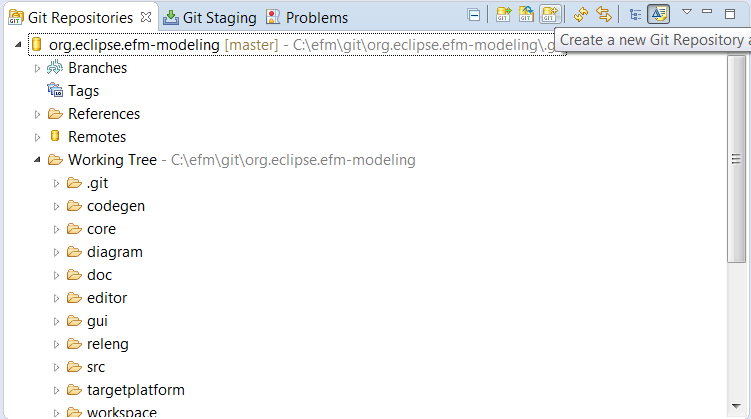 Git Repositories Git Staging Problems
Create a new Git Repository a
org.eclipse.efm-modeling [master] - C:\efm\git\org.eclipse.efm-modeling\.g
Branches
Tags
References
Remotes
Working Tree - C:\efm\git\org.eclipse.efm-modeling
.git
codegen
core
diagram
doc
editor
gui
releng
src
targetplatform
workspace